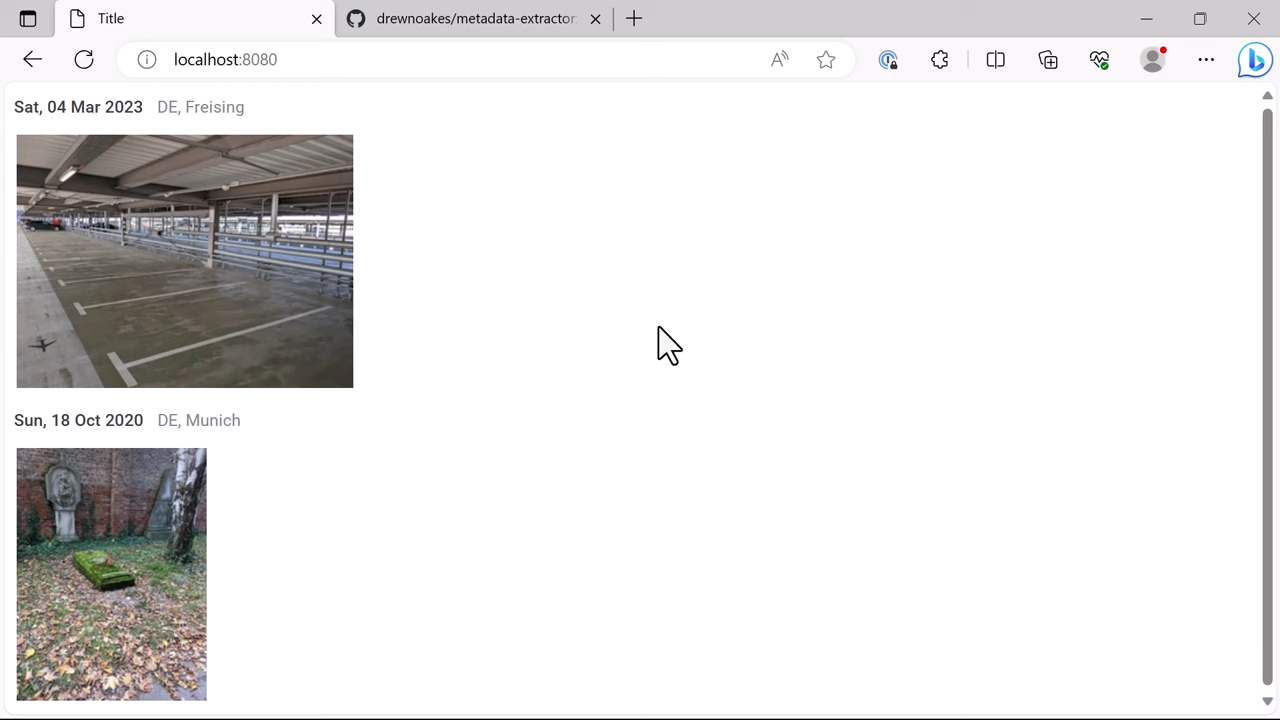 Title
drewnoakes/metadata-extractor:
localhost:8080
Sat, 04 Mar 2023 DE, Freising
Sun, 18 Oct 2020 DE, Munich